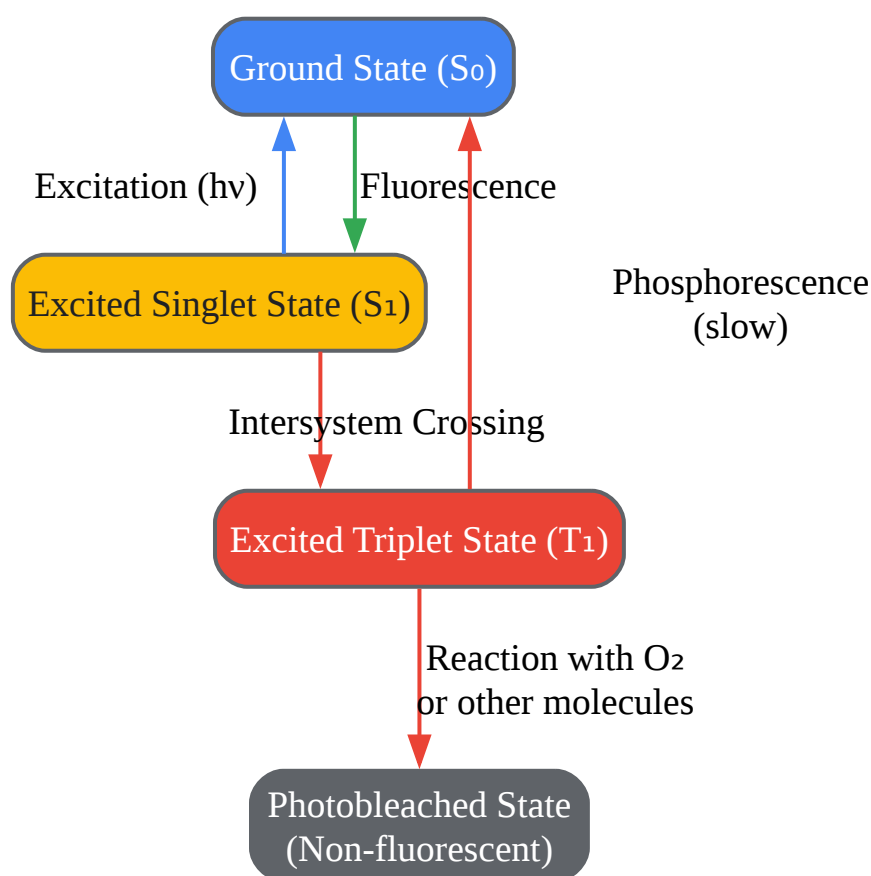 Ground State (S₀)
Excitation (hν)
Fluorescence
Excited Singlet State (S₁)
Phosphorescence
(slow)
Intersystem Crossing
Excited Triplet State (T₁)
Reaction with O₂
or other molecules
Photobleached State
(Non-fluorescent)